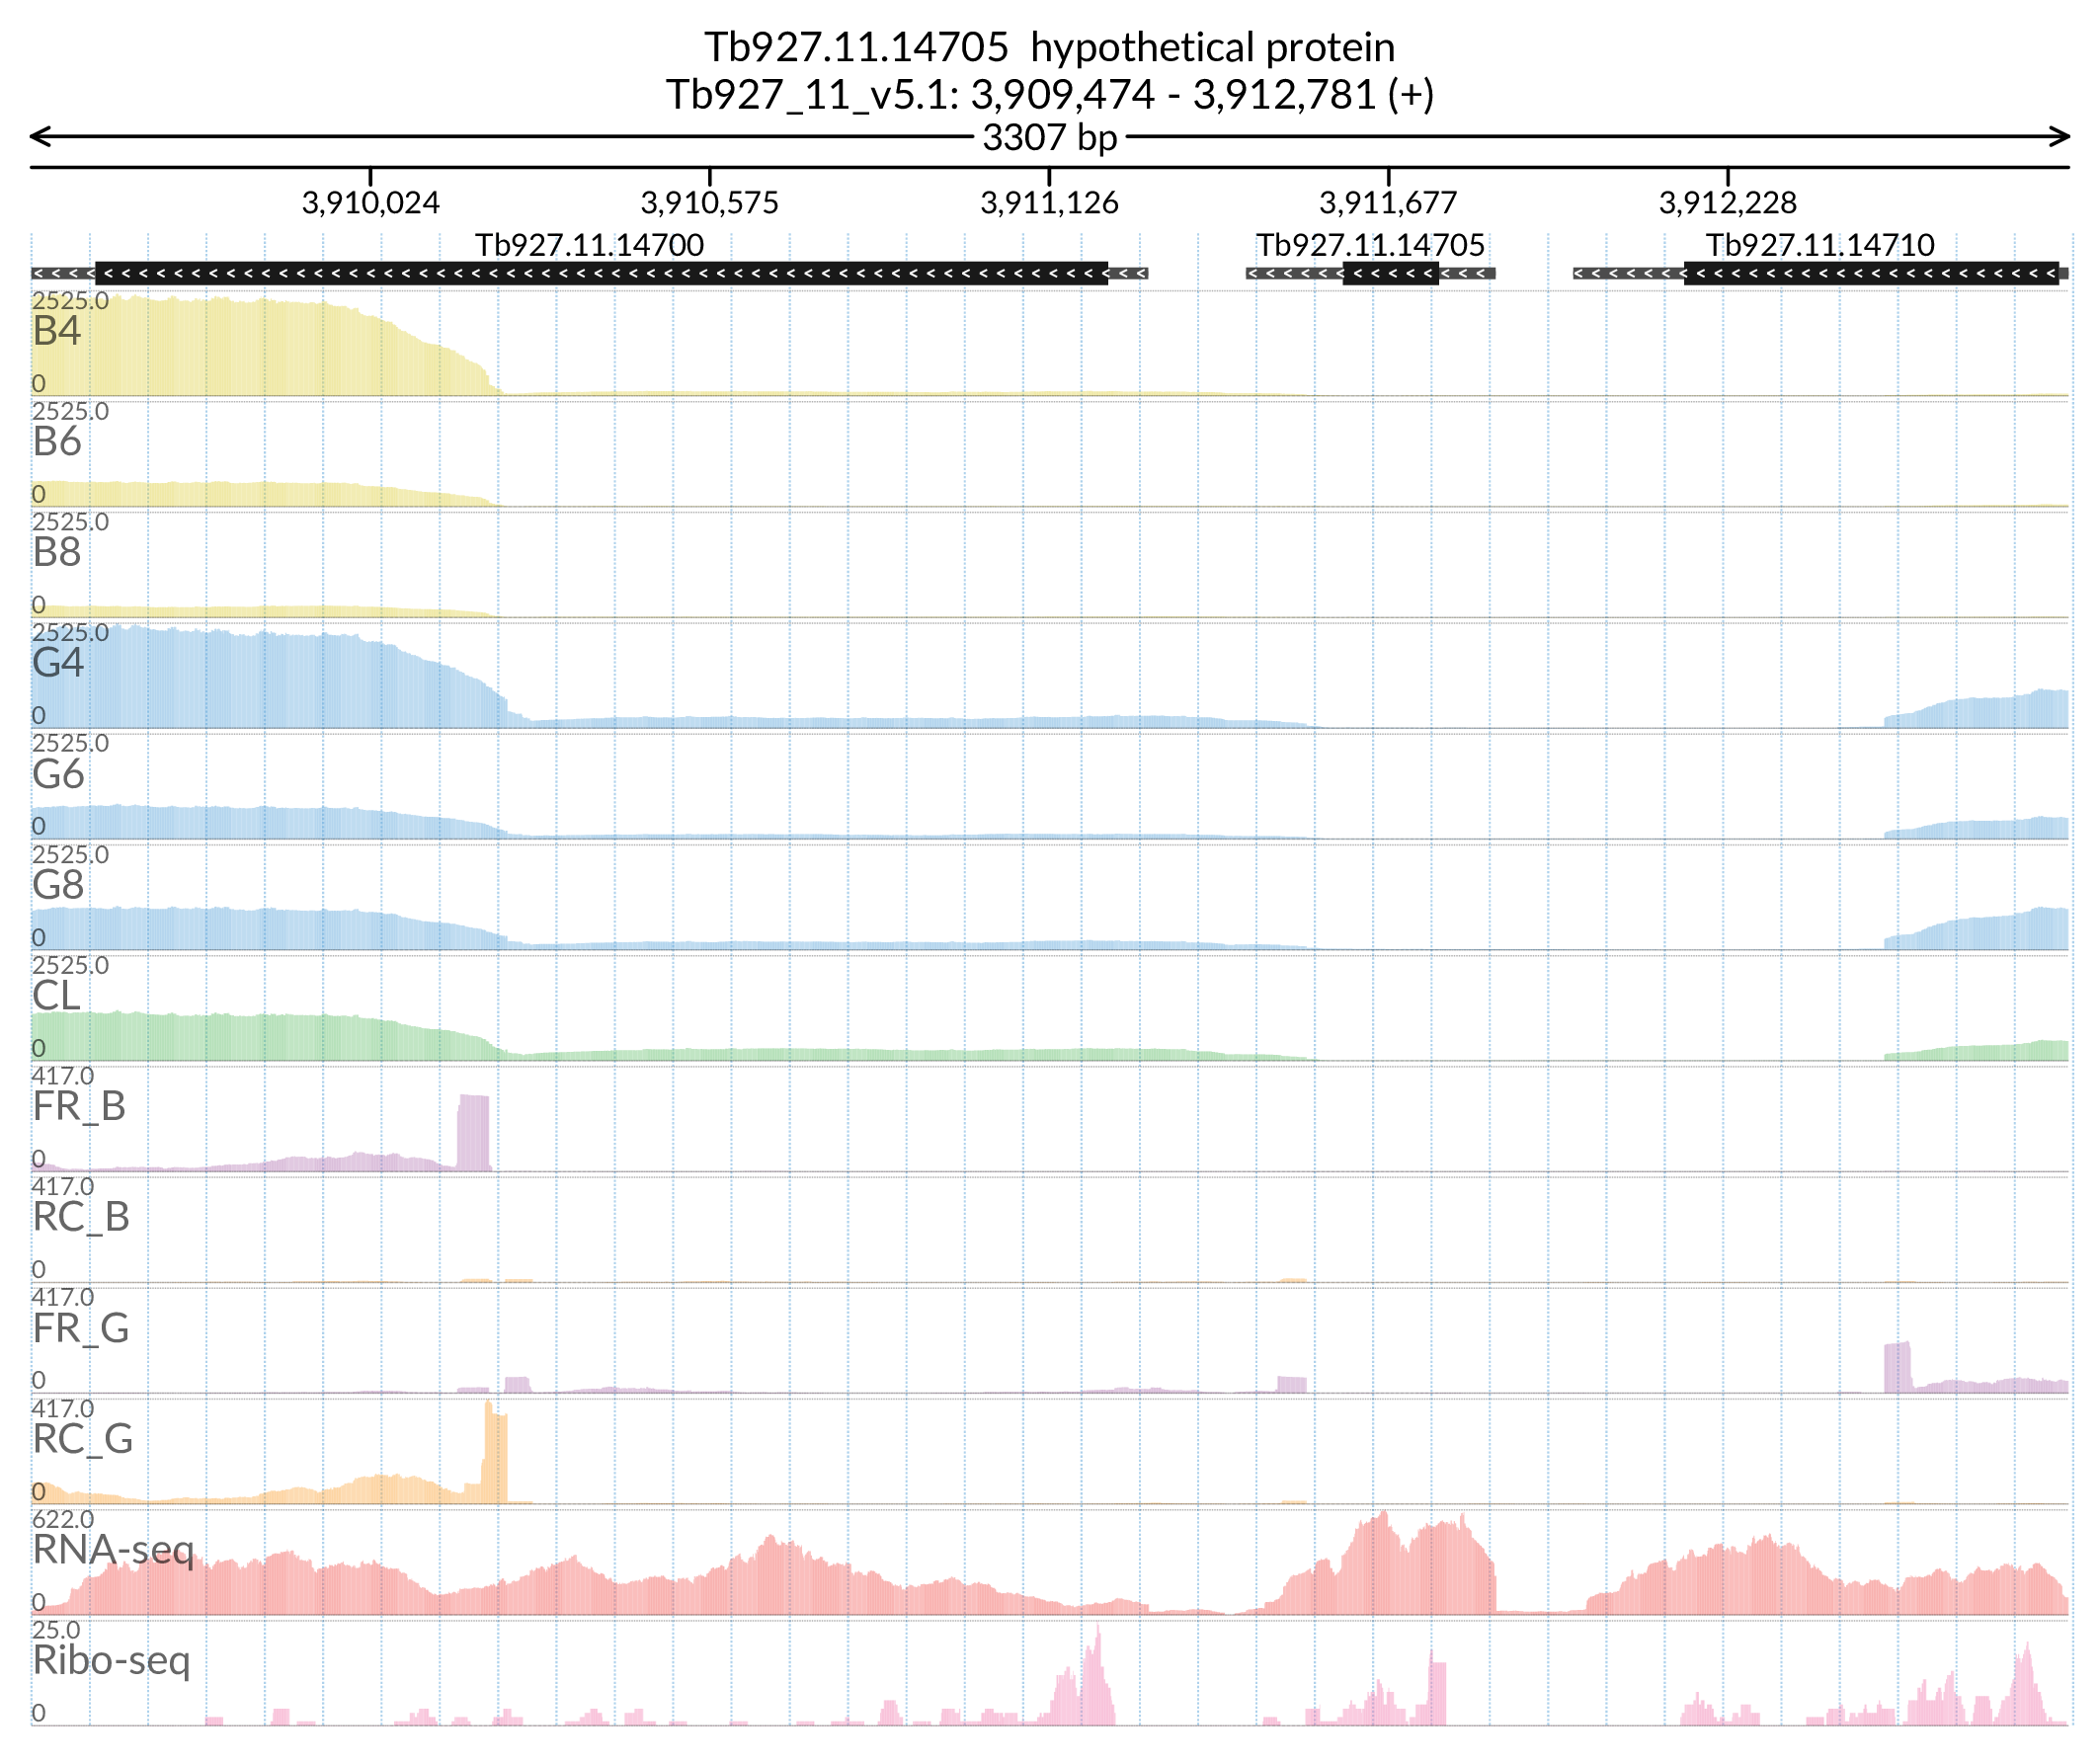 Tb927.11.14705  hypothetical protein
Tb927_11_v5.1: 3,909,474 - 3,912,781 (+)
3307 bp
3,910,024 3,910,575 3,911,126 3,911,677 3,912,228
Tb927.11.14700 Tb927.11.14705 Tb927.11.14710
2525.0
B4
0
2525.0
B6
0
2525.0
B8
0
2525.0
G4
0
2525.0
G6
0
2525.0
G8
0
2525.0
CL
0
417.0
FR_B
0
417.0
RC_B
0
417.0
FR_G
0
417.0
RC_G
0
622.0
RNA-seq
0
25.0
Ribo-seq
0